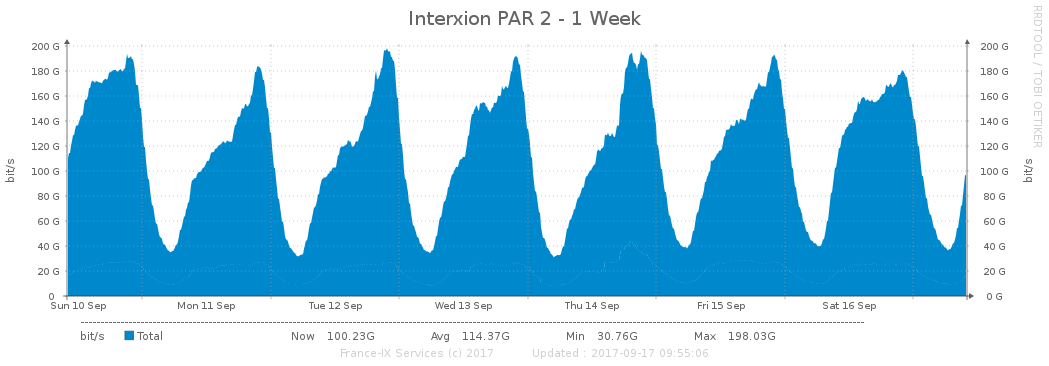 Interxion PAR 2 - 1 Week
RRDTOOL / TOBI OETIKER
bit/s
200 G
180 G
160 G
140 G
120 G
100 G
80 G
60 G
40 G
20 G
0
200 G
180 G
160 G
140 G
120 G
100 G
80 G
60 G
40 G
20 G
0 G
bit/s
Sun 10 Sep Mon 11 Sep Tue 12 Sep Wed 13 Sep Thu 14 Sep Fri 15 Sep Sat 16 Sep
bit/s Total Now 100.23G Avg 114.37G Min 30.76G Max 198.03G
France-IX Services (c) 2017 Updated : 2017-09-17 09:55:06